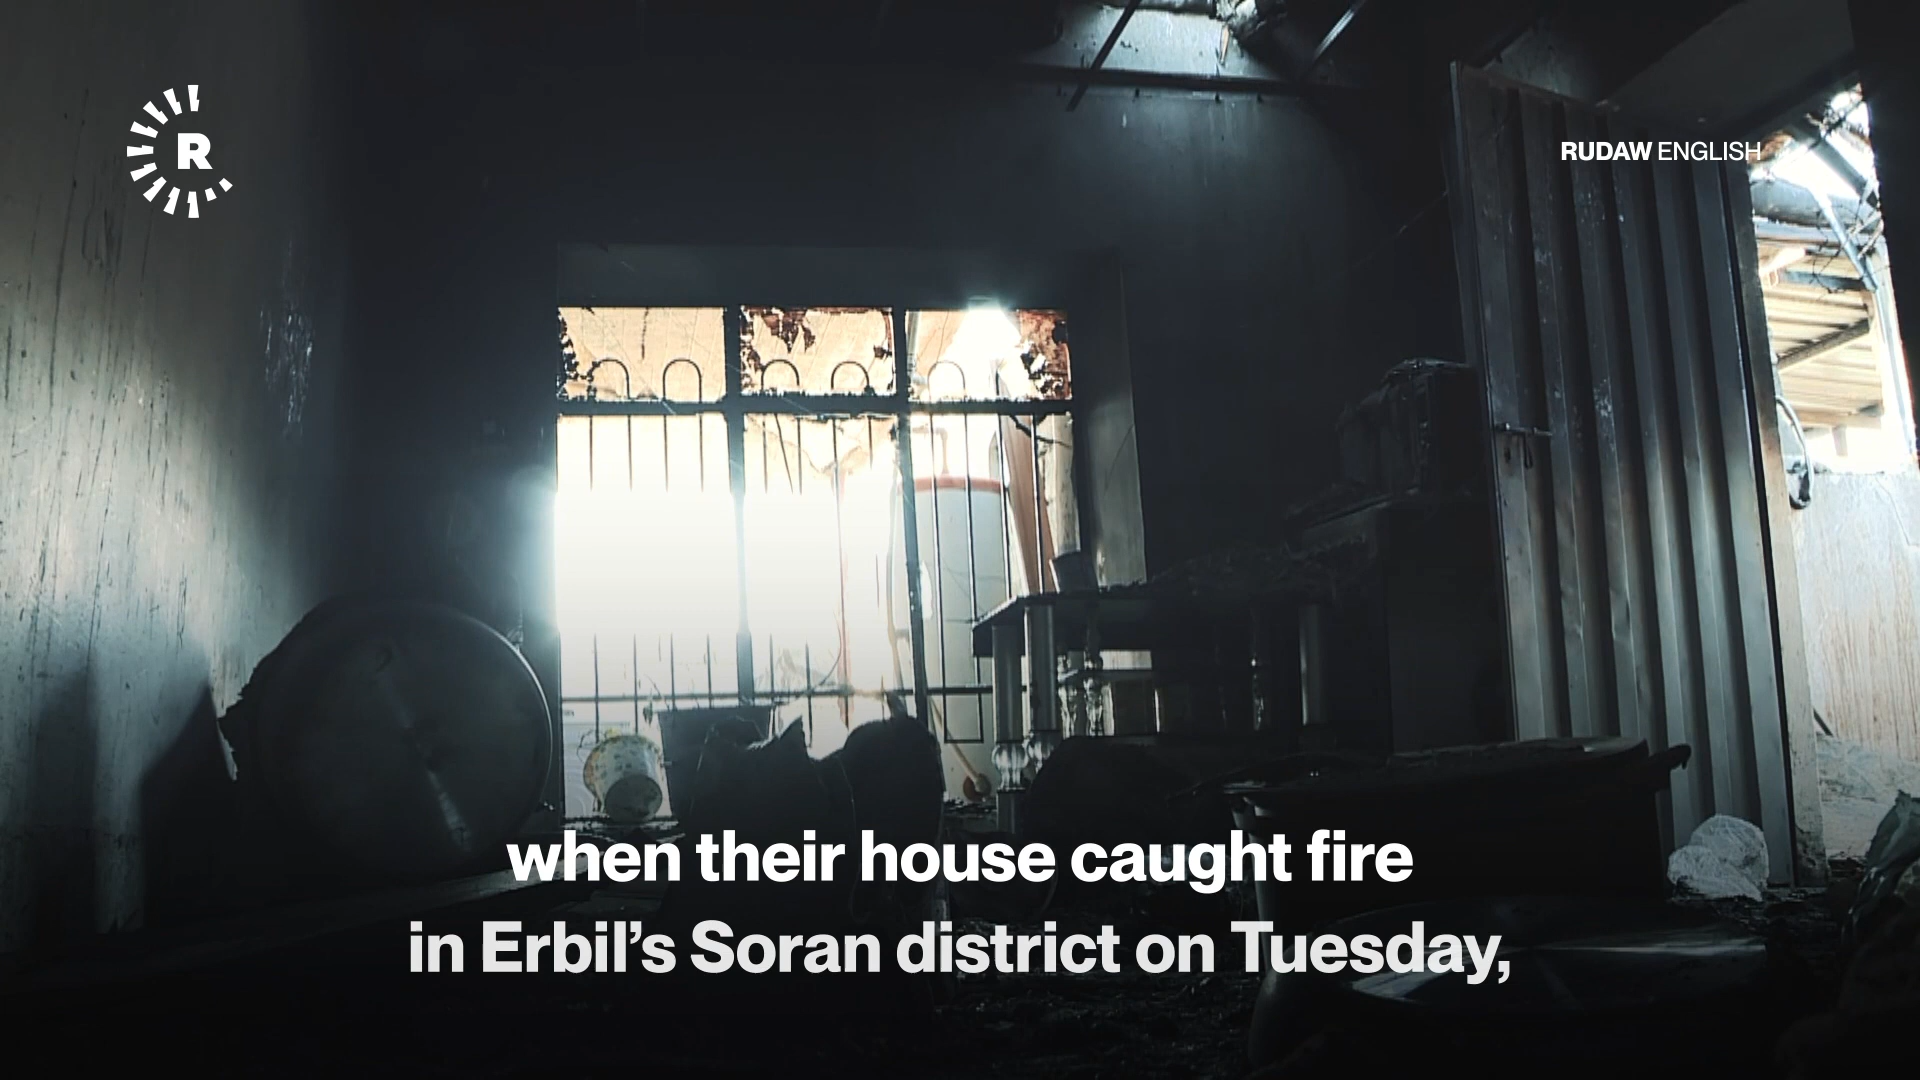 R
RUDAW ENGLISH
when their house caught fire
in Erbil’s Soran district on Tuesday,